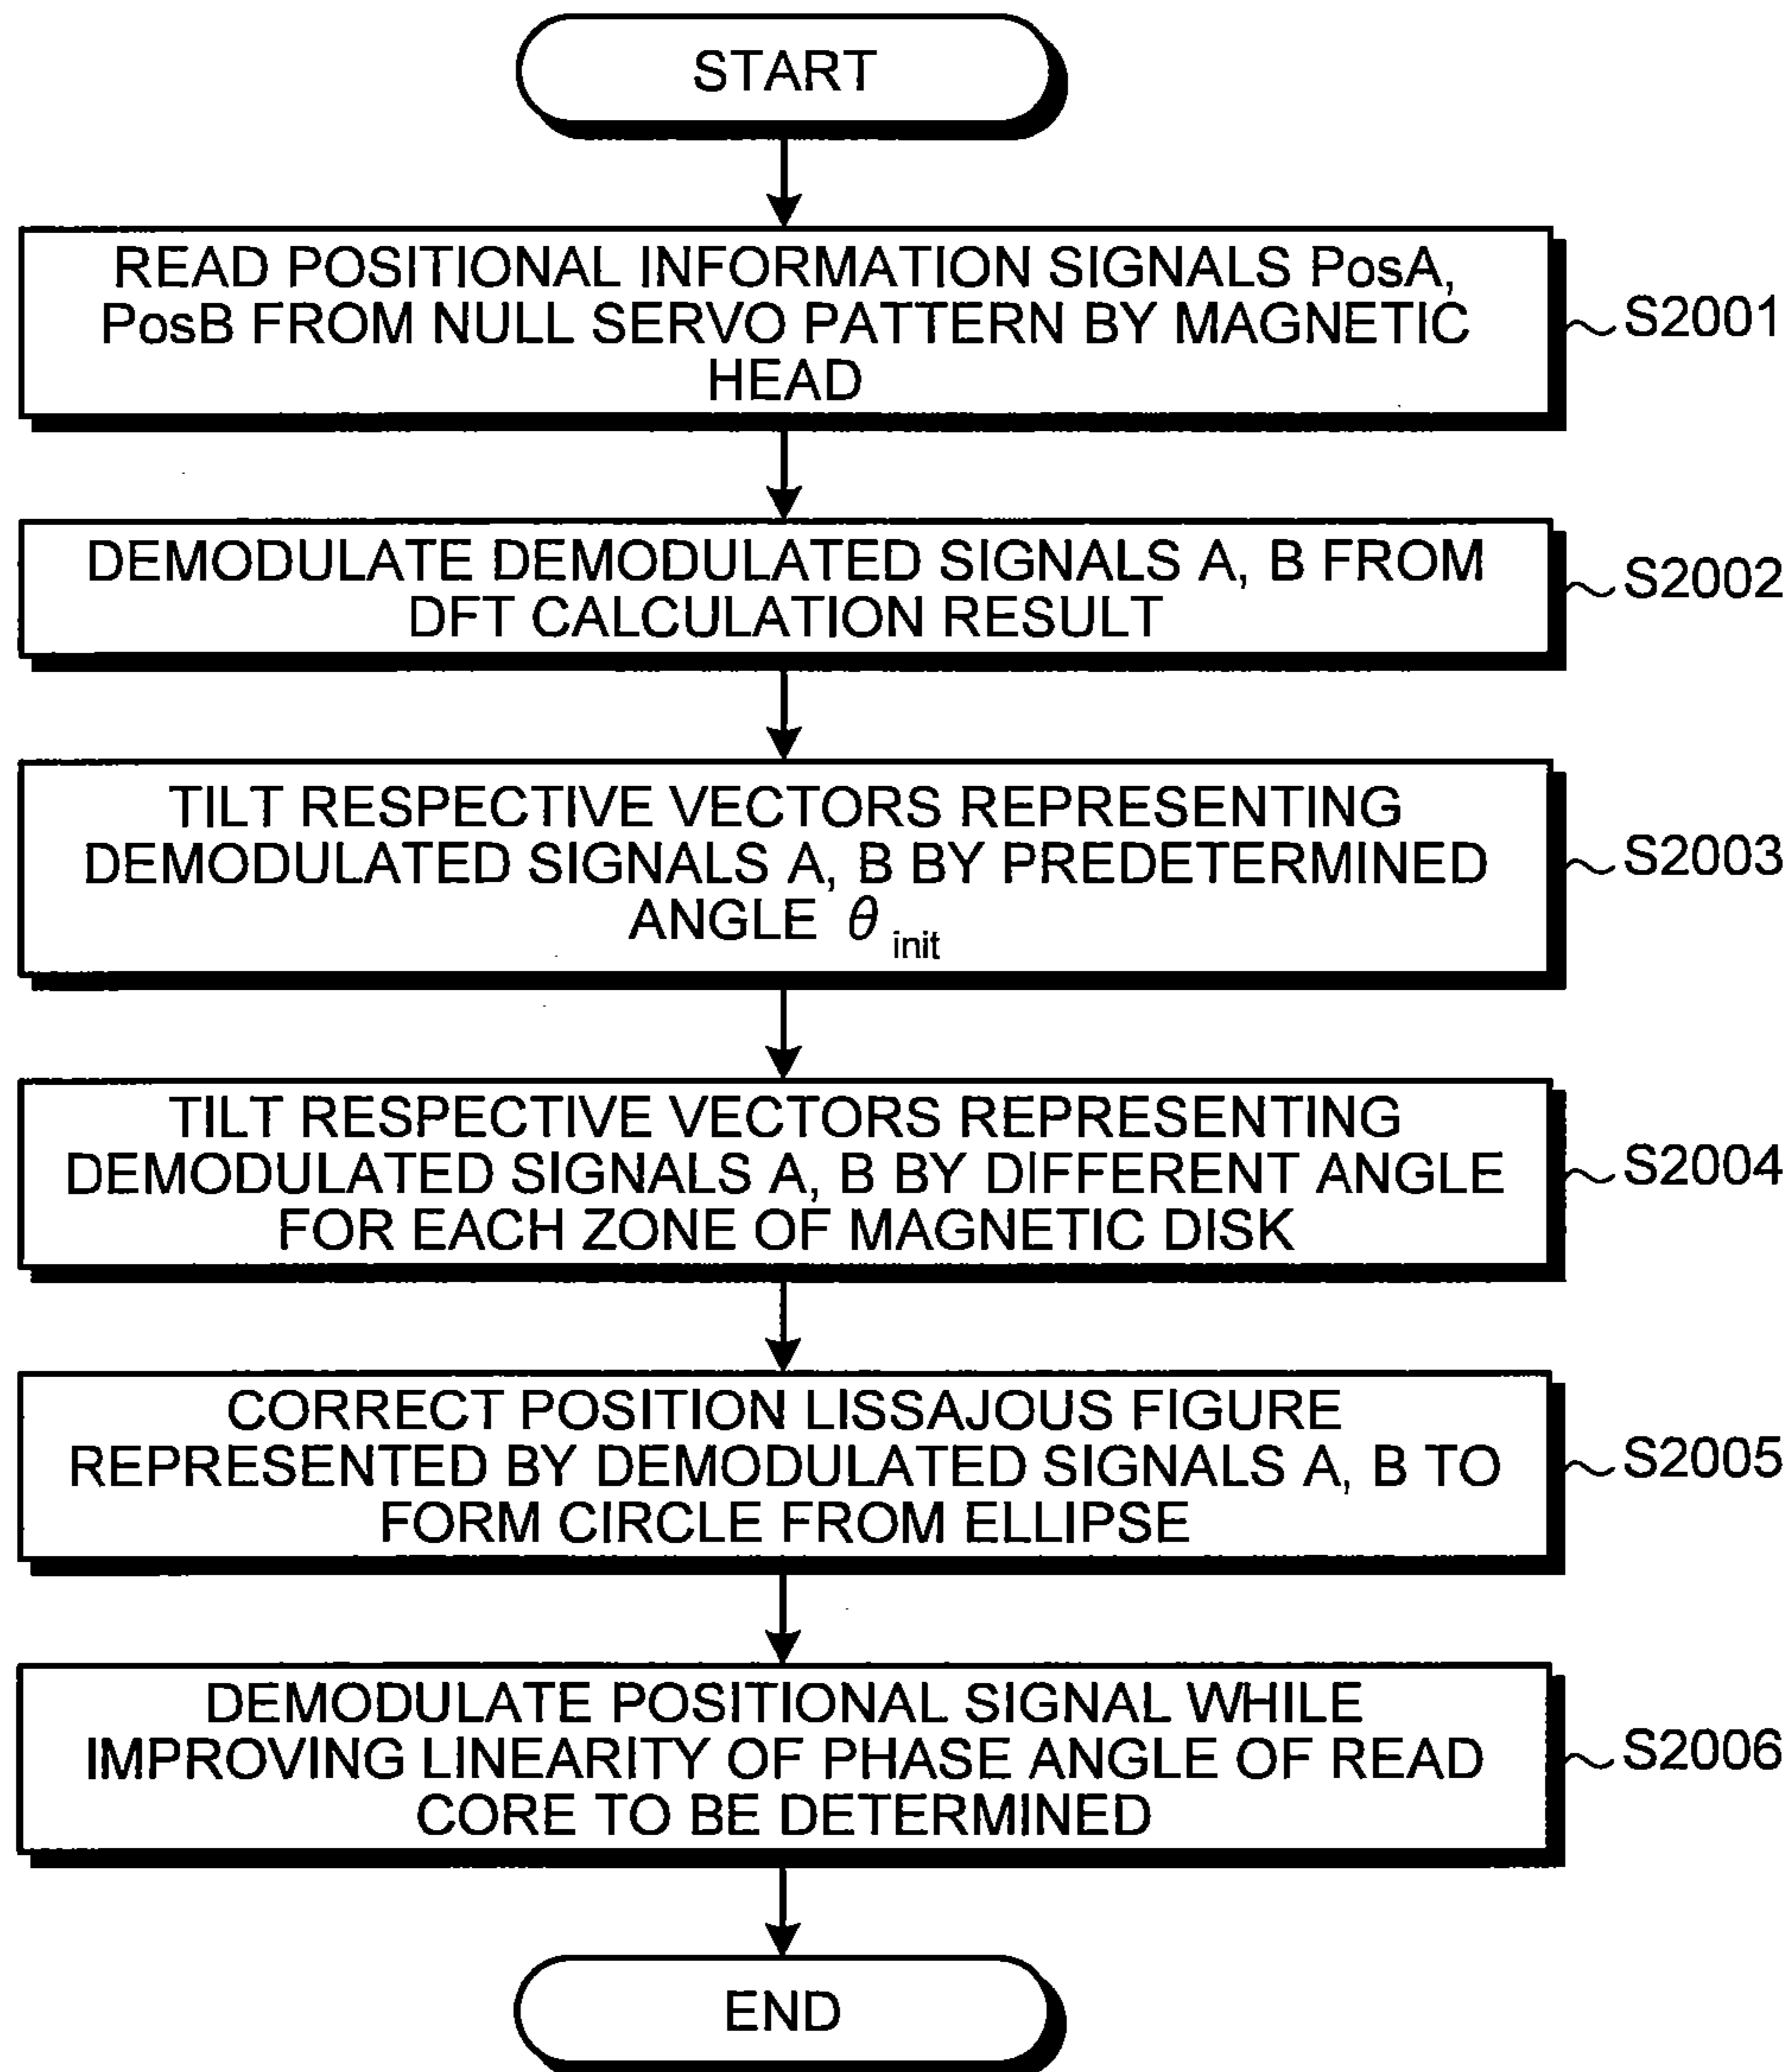 START
READ POSITIONAL INFORMATION SIGNALS PosA,
PosB FROM NULL SERVO PATTERN BY MAGNETIC
HEAD
S2001
DEMODULATE DEMODULATED SIGNALS A, B FROM
DFT CALCULATION RESULT
S2002
TILT RESPECTIVE VECTORS REPRESENTING
DEMODULATED SIGNALS A, B BY PREDETERMINED
ANGLE θ init
S2003
TILT RESPECTIVE VECTORS REPRESENTING
DEMODULATED SIGNALS A, B BY DIFFERENT ANGLE
FOR EACH ZONE OF MAGNETIC DISK
S2004
CORRECT POSITION LISSAJOUS FIGURE
REPRESENTED BY DEMODULATED SIGNALS A, B TO
FORM CIRCLE FROM ELLIPSE
S2005
DEMODULATE POSITIONAL SIGNAL WHILE
IMPROVING LINEARITY OF PHASE ANGLE OF READ
CORE TO BE DETERMINED
S2006
END